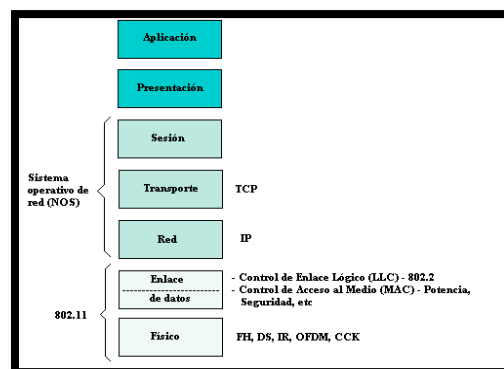 Aplicación
Presentación
Sesión
Sistema
operativo de
red (NOS)
Transporte TCP
Red IP
Enlace
de datos
- Control de Enlace Lógico (LLC) - 802.2
- Control de Acceso al Medio (MAC) - Potencia,
Seguridad, etc
802.11
Físico FH, DS, IR, OFDM, CCK